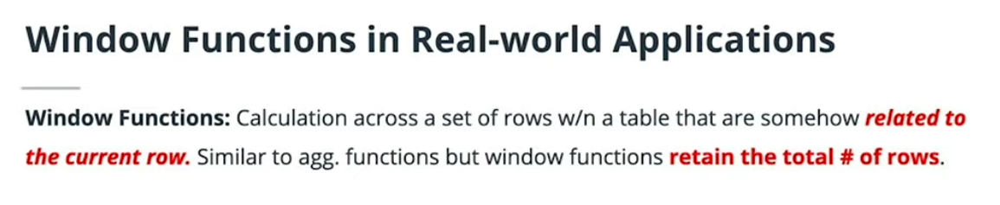 Window Functions in Real-world Applications
Window Functions: Calculation across a set of rows w/n a table that are somehow related to
the current row. Similar to agg. functions but window functions retain the total # of rows.